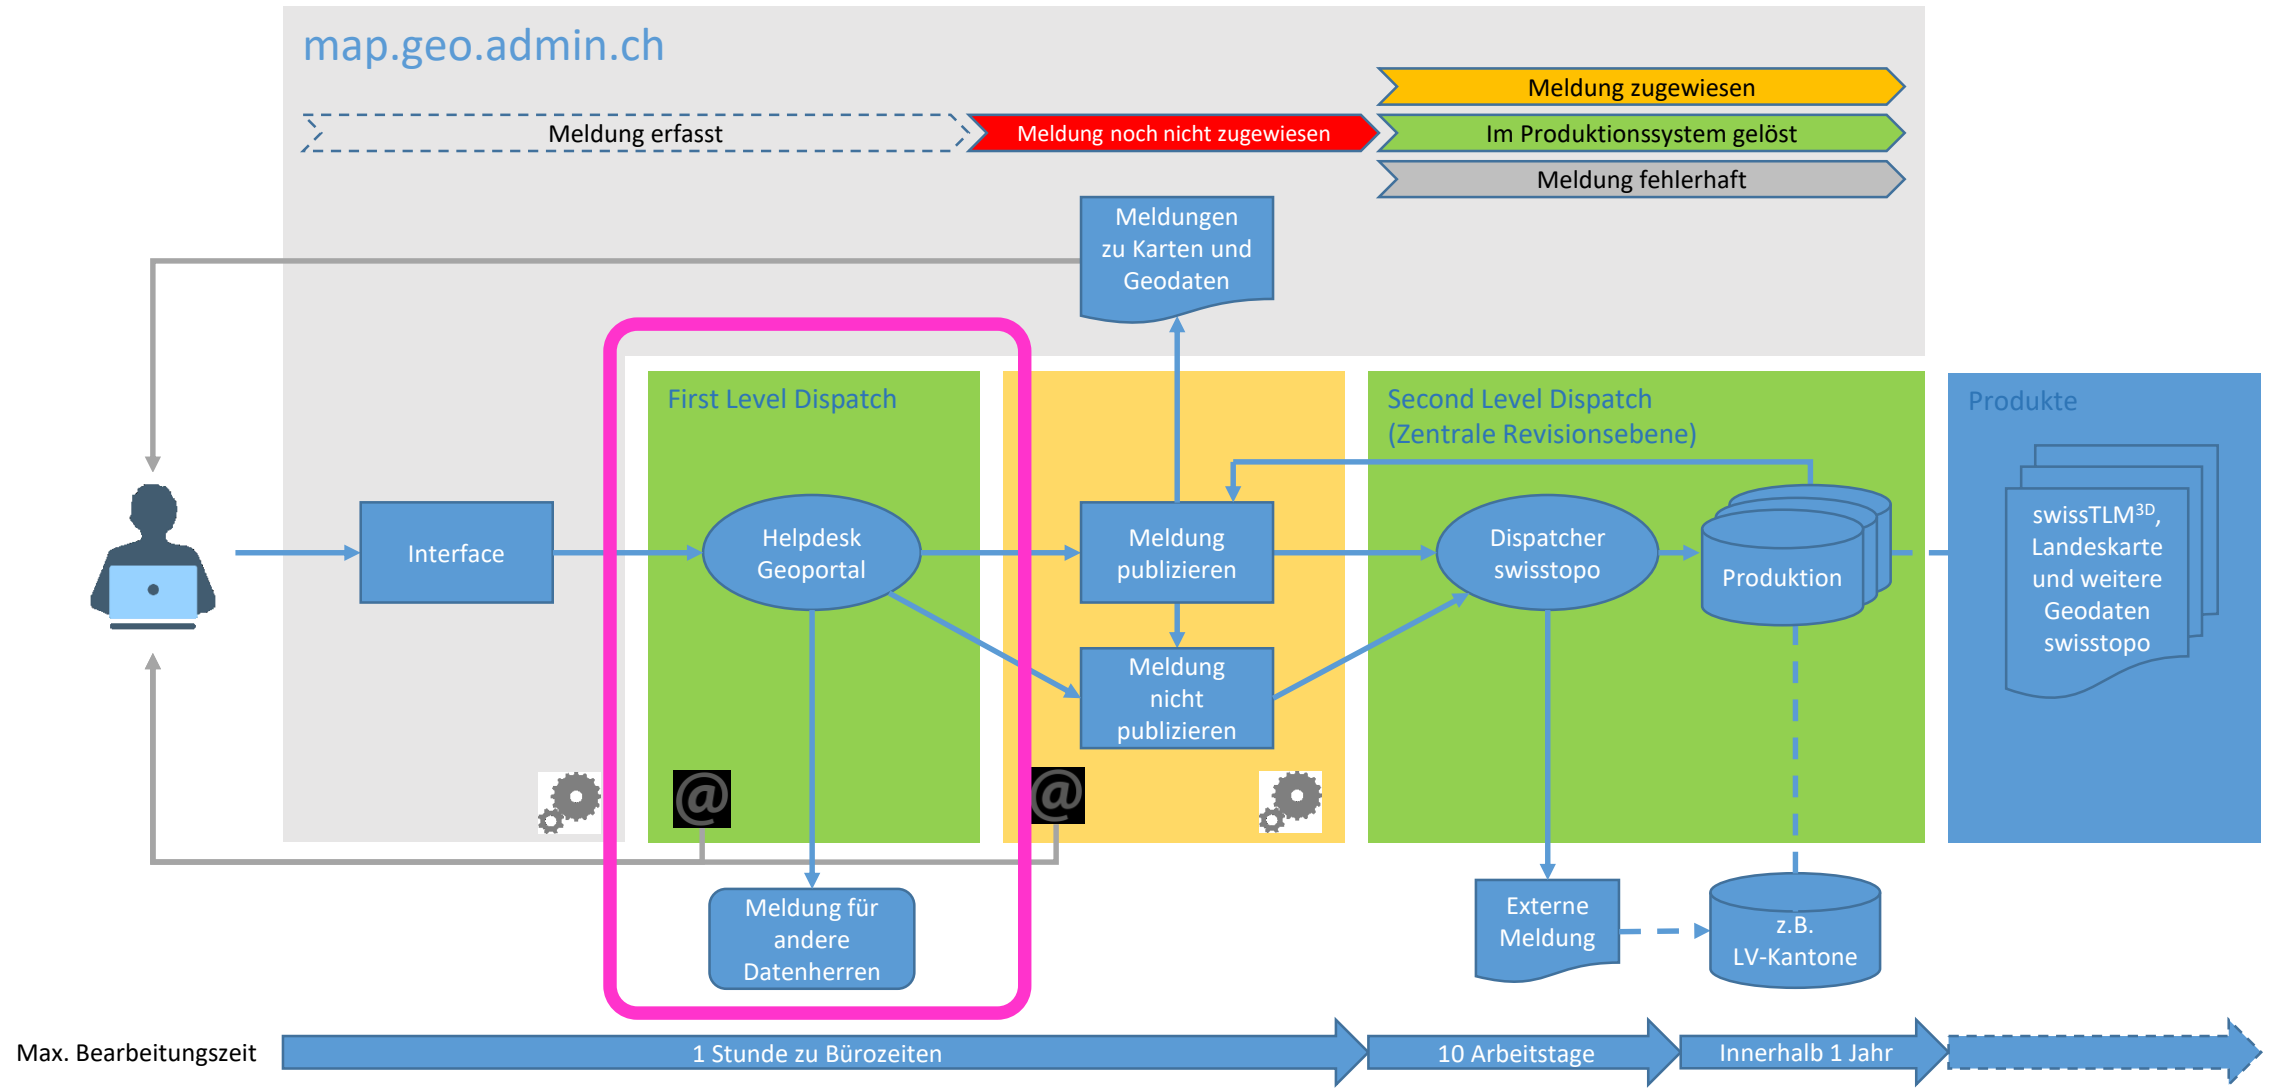 map.geo.admin.ch
Meldung zugewiesen
Meldung erfasst
Meldung noch nicht zugewiesen
Im Produktionssystem gelöst
Meldung fehlerhaft
Meldungen
zu Karten und
Geodaten
First Level Dispatch
Second Level Dispatch
(Zentrale Revisionsebene)
Produkte
Interface
Helpdesk
Geoportal
Meldung
publizieren
Dispatcher
swisstopo
Produktion
swissTLM3D,
Landeskarte
und weitere
Geodaten
swisstopo
Meldung
nicht
publizieren
@
@
Meldung für
andere
Datenherren
Externe
Meldung
z.B.
LV-Kantone
Max. Bearbeitungszeit
1 Stunde zu Bürozeiten
10 Arbeitstage
Innerhalb 1 Jahr